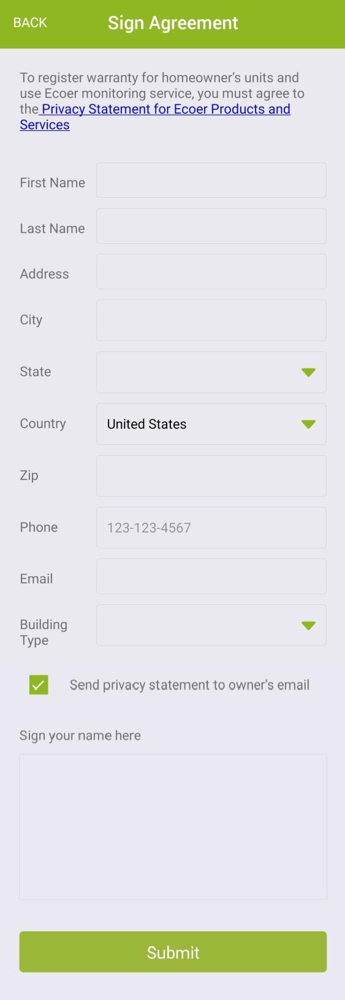 BACK
Sign Agreement
To register warranty for homeowner’s units and
use Ecoer monitoring service, you must agree to
the Privacy Statement for Ecoer Products and
Services
First Name
Last Name
Address
City
State
Country
United States
Zip
Phone
123-123-4567
Email
Building
Type
Send privacy statement to owner's email
Sign your name here
Submit